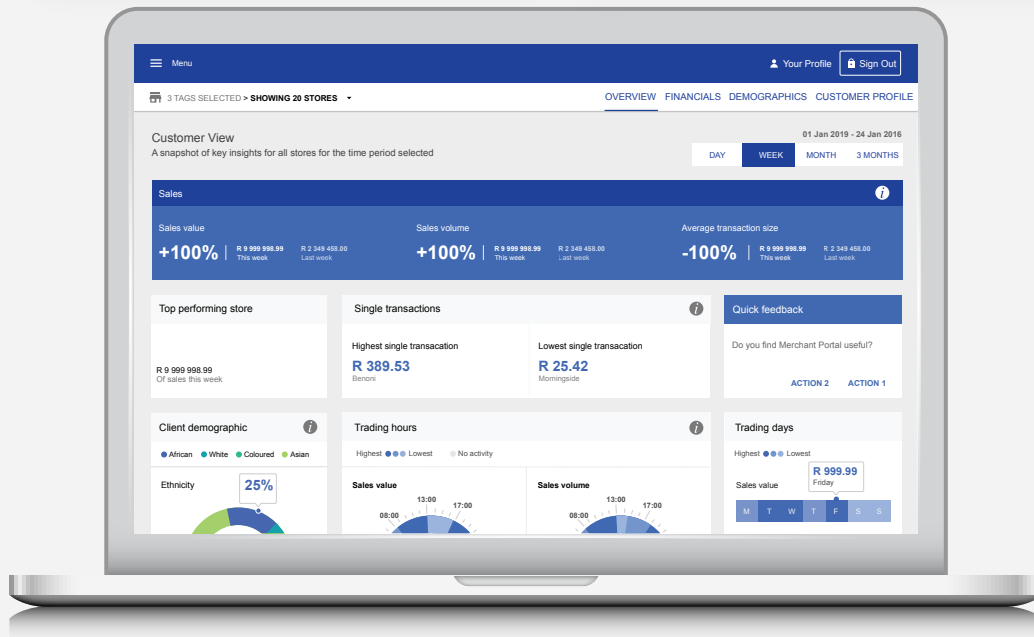 Menu
Your Profile
Sign Out
3 TAGS SELECTED > SHOWING 20 STORES
OVERVIEW FINANCIALS DEMOGRAPHICS CUSTOMER PROFILE
Customer View
A snapshot of key insights for all stores for the time period selected
01 Jan 2019 - 24 Jan 2016
DAY WEEK MONTH 3 MONTHS
Sales
i
Sales value
+100%
R 9 999 998.99
This week
R 2 349 458.00
Last week
Sales volume
+100%
R 9 999 998.99
This week
R 2 349 458.00
Last week
Average transaction size
-100%
R 9 999 998.99
This week
R 2 349 458.00
Last week
Top performing store
R 9 999 998.99
Of sales this week
Single transactions
i
Highest single transacation
R 389.53
Benoni
Lowest single transacation
R 25.42
Morningside
Quick feedback
Do you find Merchant Portal useful?
ACTION 2 ACTION 1
Client demographic
i
African White Coloured Asian
Ethnicity
25%
Trading hours
i
Highest Lowest No activity
Sales value
08:00
13:00
17:00
Sales volume
08:00
13:00
17:00
Trading days
Highest Lowest
R 999.99
Friday
Sales value
M T W T F S S